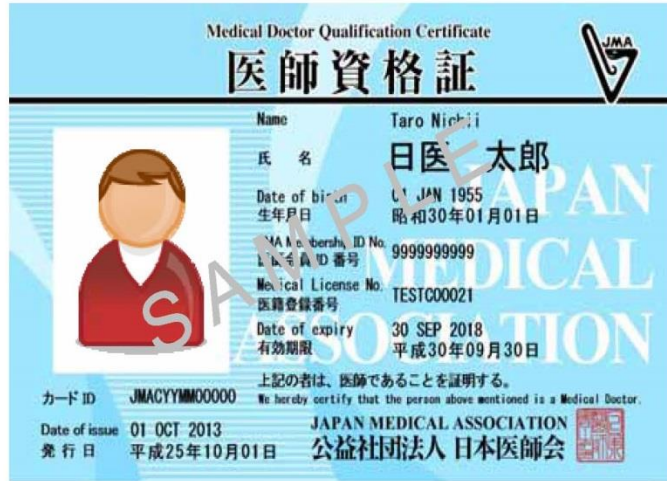 Medical Doctor Qualification Certificate
医師資格証
JMA
Name Taro Nichii
氏 名 日医 太郎
Date of birth 01 JAN 1955
生年月日 昭和30年01月01日
JMA Membership ID No. 9999999999
医師会員ID 番号
Medical License No. TESTC00021
医籍登録番号
Date of expiry 30 SEP 2018
有効期限 平成30年09月30日
SAMPLE
JAPAN
MEDICAL
ASSOCIATION
上記の者は、医師であることを証明する。
We hereby certify that the person above mentioned is a Medical Doctor.
カード ID JMACYYMM00000
Date of issue 01 OCT 2013
発行日 平成25年10月01日
JAPAN MEDICAL ASSOCIATION
公益社団法人 日本医師会